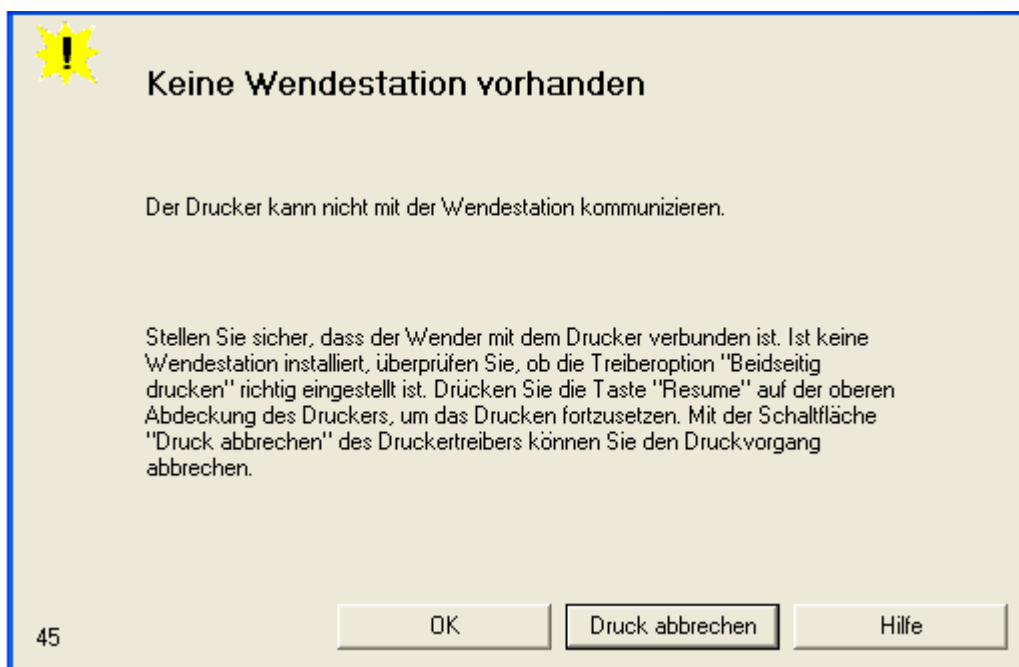 Keine Wendestation vorhanden
Der Drucker kann nicht mit der Wendestation kommunizieren.
Stellen Sie sicher, dass der Wender mit dem Drucker verbunden ist. Ist keine
Wendestation installiert, überprüfen Sie, ob die Treiberoption "Beidseitig
drucken" richtig eingestellt ist. Drücken Sie die Taste "Resume" auf der oberen
Abdeckung des Druckers, um das Drucken fortzusetzen. Mit der Schaltfläche
"Druck abbrechen" des Druckertreibers können Sie den Druckvorgang
abbrechen.
45 OK Druck abbrechen Hilfe